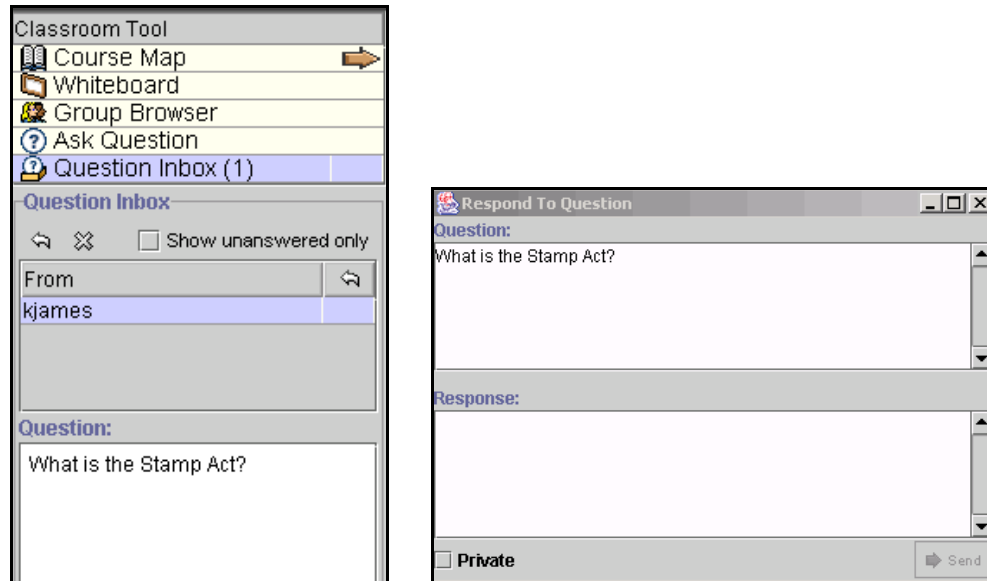 Classroom Tool
Course Map
Whiteboard
Group Browser
Ask Question
Question Inbox (1)
Question Inbox
Show unanswered only
From
kjames
Question:
What is the Stamp Act?
Respond To Question
Question:
What is the Stamp Act?
Response:
Private
Send